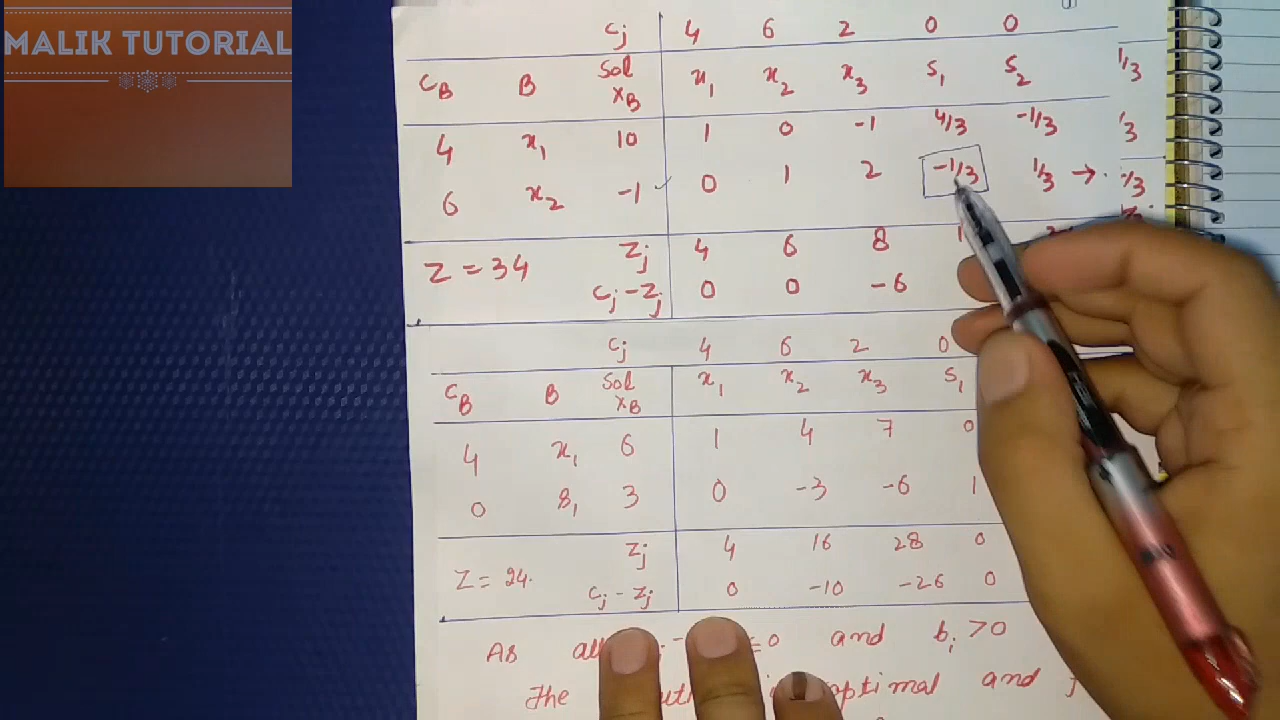 MALIK TUTORIAL
Cj 4 6 2 0 0
CB B Sol XB x1 x2 x3 S1 S2 1/3
4 x1 10 1 0 -1 4/3 -1/3
6 x2 -1 ✓ 0 1 2 -1/3 1/3 →
Z = 34 Zj 4 6 8
Cj - Zj 0 0 -6
Cj 4 6 2 0
CB B Sol XB x1 x2 x3 S1
4 x1 6 1 4 7 0
0 S1 3 0 -3 -6 1
Zj 4 16 28 0
Z = 24. Cj - Zj 0 -10 -26 0
As and bi > 0
the optimal and